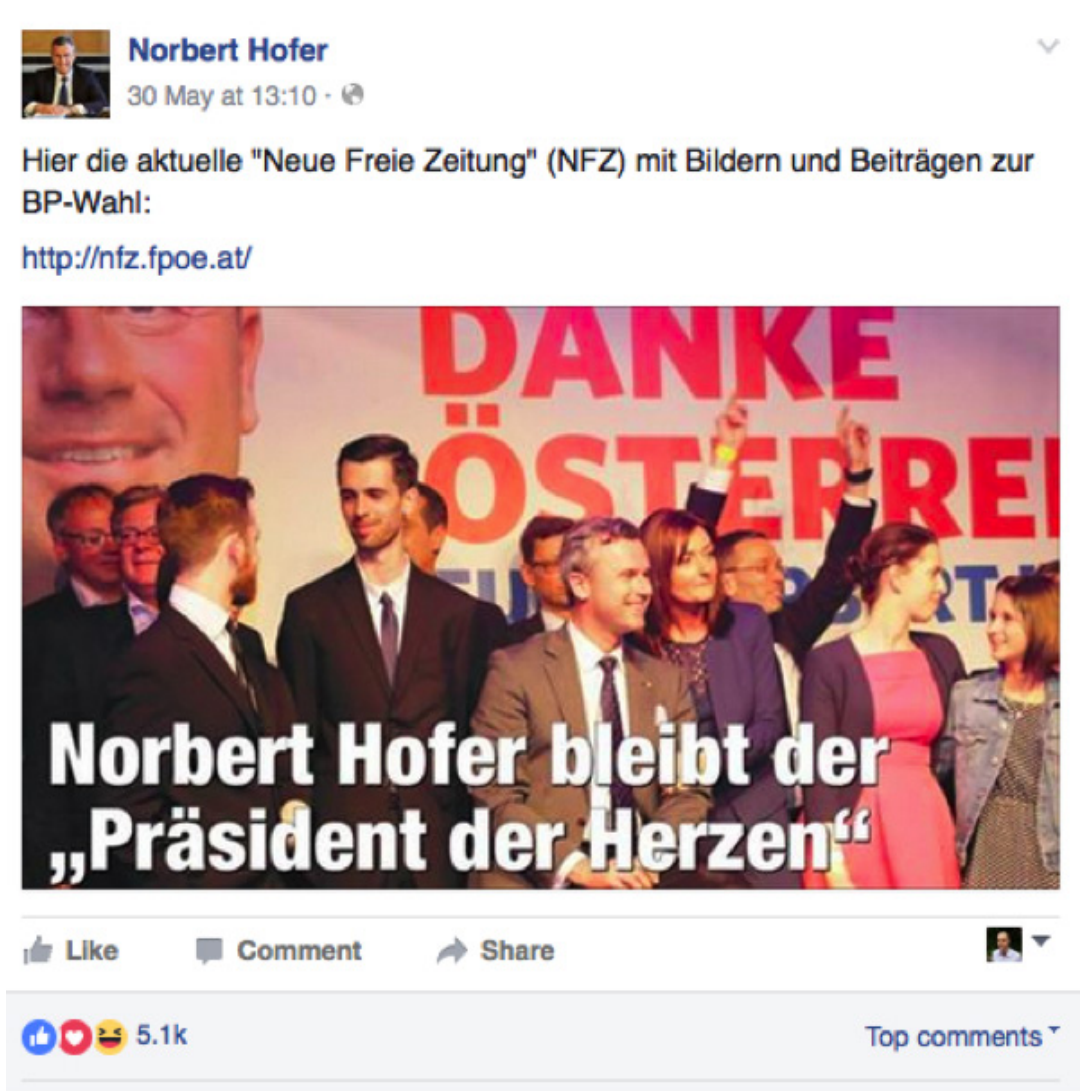 Norbert Hofer
30 May at 13:10 ·
Hier die aktuelle "Neue Freie Zeitung" (NFZ) mit Bildern und Beiträgen zur
BP-Wahl:
http://nfz.fpoe.at/
DANKE
ÖSTERREI
Norbert Hofer bleibt der
„Präsident der Herzen“
Like Comment Share
5.1k Top comments